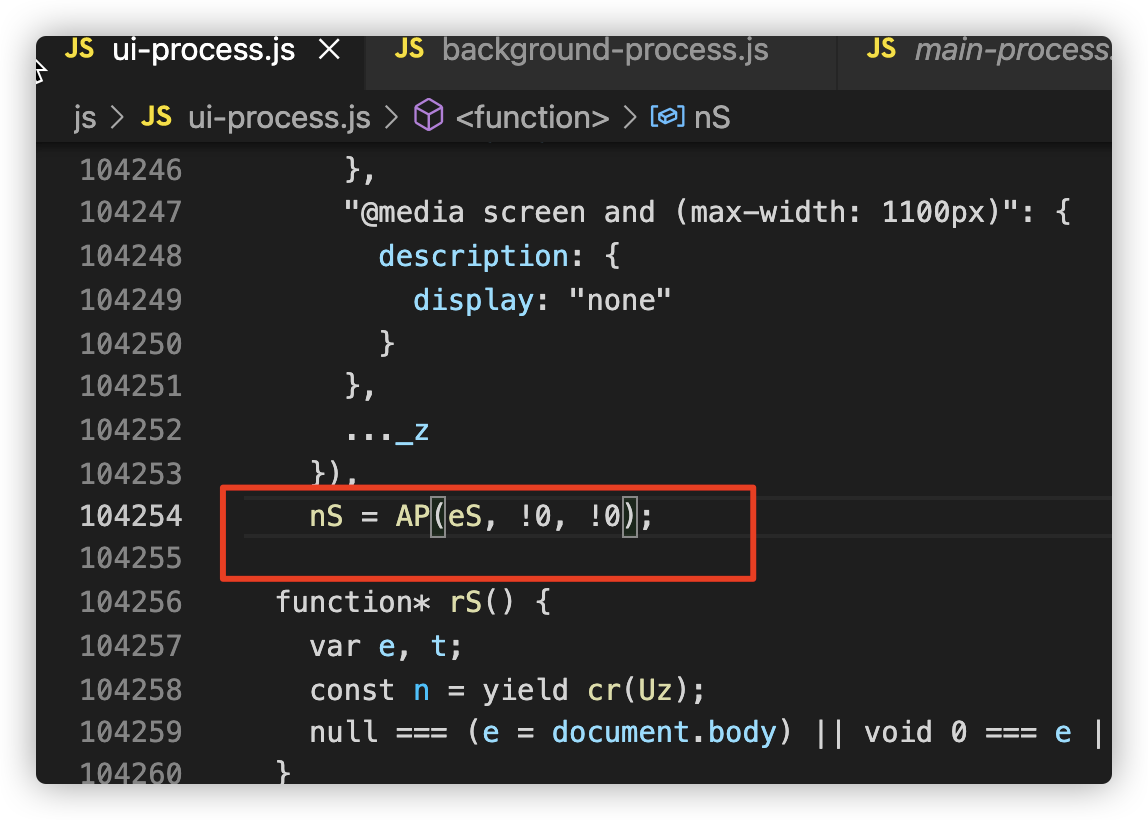 JS ui-process.js × JS background-process.js JS main-process.
js > JS ui-process.js > <function> > nS
104246 },
104247 "@media screen and (max-width: 1100px)": {
104248 description: {
104249 display: "none"
104250 }
104251 },
104252 ..._z
104253 }),
104254 nS = AP(eS, !0, !0);
104255
104256 function* rS() {
104257 var e, t;
104258 const n = yield cr(Uz);
104259 null === (e = document.body) || void 0 === e |
104260 }